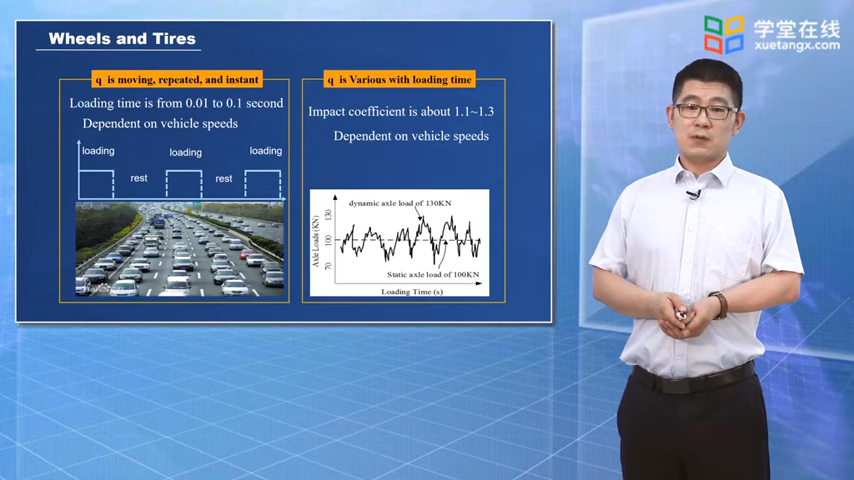 Wheels and Tires
q is moving, repeated, and instant
Loading time is from 0.01 to 0.1 second
Dependent on vehicle speeds
loading
loading
loading
rest
rest
q is Various with loading time
Impact coefficient is about 1.1~1.3
Dependent on vehicle speeds
dynamic axle load of 130KN
Axle Loads (KN)
130
100
70
Static axle load of 100KN
Loading Time (s)
学堂在线
xuetangx.com